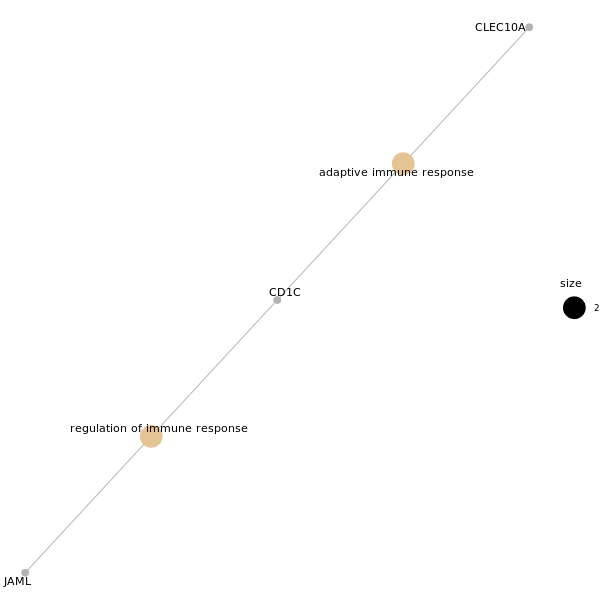 CLEC10A
adaptive immune response
size
CD1C
2
regulation of immune response
JAML